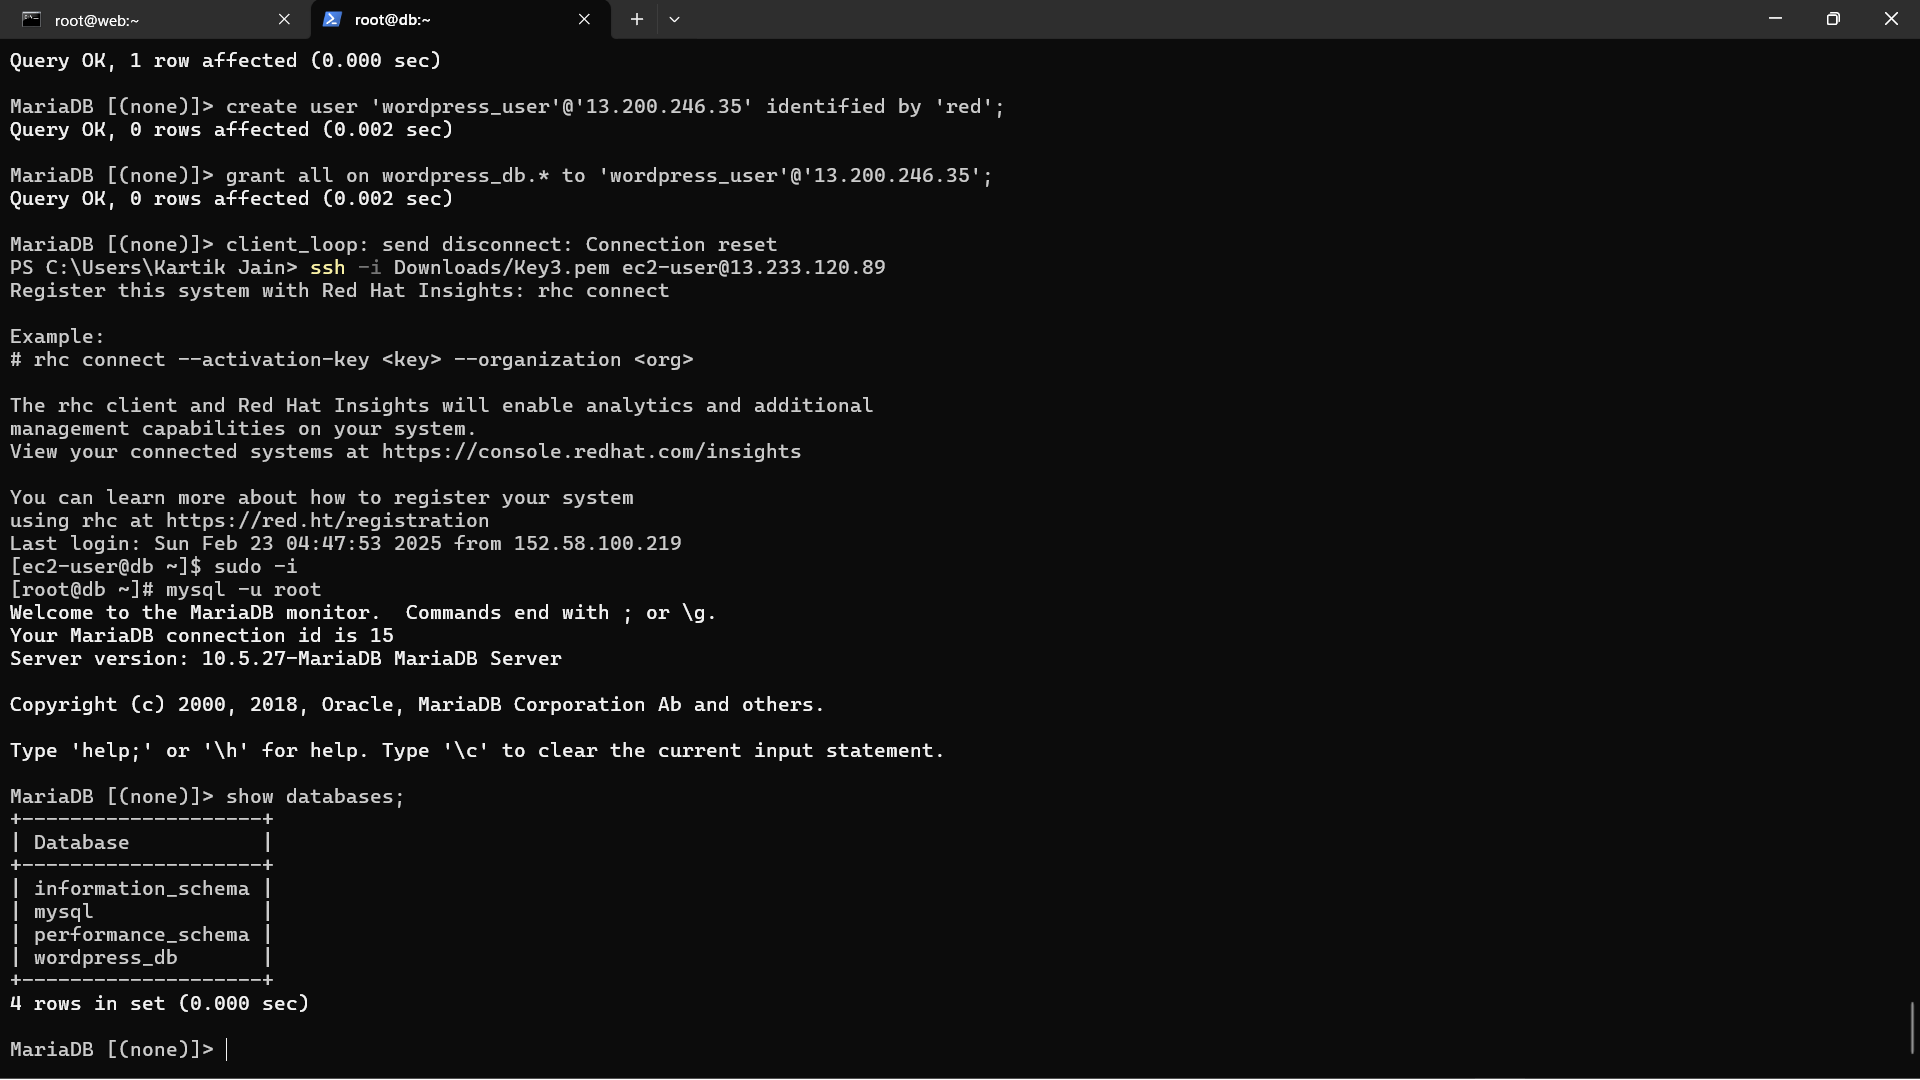 root@web:~
root@db:~
Query OK, 1 row affected (0.000 sec)
MariaDB [(none)]> create user 'wordpress_user'@'13.200.246.35' identified by 'red';
Query OK, 0 rows affected (0.002 sec)
MariaDB [(none)]> grant all on wordpress_db.* to 'wordpress_user'@'13.200.246.35';
Query OK, 0 rows affected (0.002 sec)
MariaDB [(none)]> client_loop: send disconnect: Connection reset
PS C:\Users\Kartik Jain> ssh -i Downloads/Key3.pem ec2-user@13.233.120.89
Register this system with Red Hat Insights: rhc connect
Example:
# rhc connect --activation-key <key> --organization <org>
The rhc client and Red Hat Insights will enable analytics and additional
management capabilities on your system.
View your connected systems at https://console.redhat.com/insights
You can learn more about how to register your system
using rhc at https://red.ht/registration
Last login: Sun Feb 23 04:47:53 2025 from 152.58.100.219
[ec2-user@db ~]$ sudo -i
[root@db ~]# mysql -u root
Welcome to the MariaDB monitor.  Commands end with ; or \g.
Your MariaDB connection id is 15
Server version: 10.5.27-MariaDB MariaDB Server
Copyright (c) 2000, 2018, Oracle, MariaDB Corporation Ab and others.
Type 'help;' or '\h' for help. Type '\c' to clear the current input statement.
MariaDB [(none)]> show databases;
+--------------------+
| Database           |
+--------------------+
| information_schema |
| mysql              |
| performance_schema |
| wordpress_db       |
+--------------------+
4 rows in set (0.000 sec)
MariaDB [(none)]>